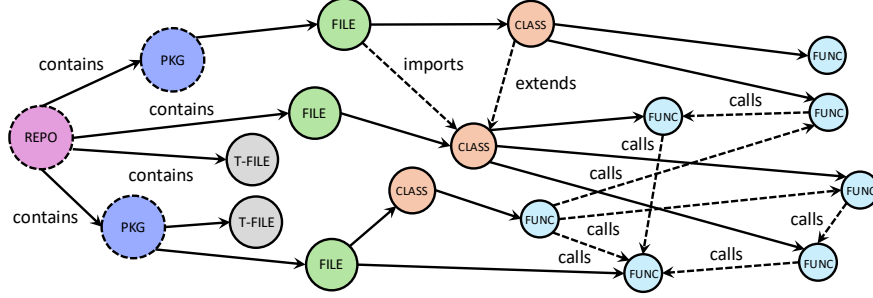 FILE
CLASS
PKG
FUNC
contains
imports
extends
contains
FILE
FUNC
calls
FUNC
REPO
CLASS
calls
T-FILE
contains
calls
CLASS
FUNC
contains
T-FILE
FUNC
calls
calls
PKG
calls
calls
FILE
FUNC
FUNC